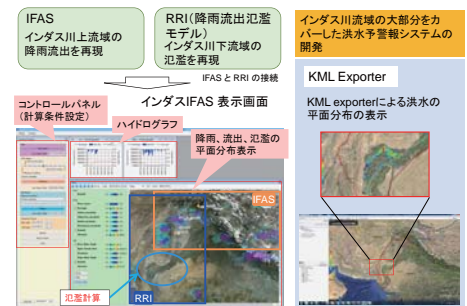 IFAS
インダス川上流域の
降雨流出を再現
RRI(降雨流出氾濫
モデル)
インダス川下流域の
氾濫を再現
IFASとRRIの接続
インダス川流域の大部分をカ
バーした洪水予警報システムの
開発
コントロールパネル
(計算条件設定)
インダスIFAS 表示画面
ハイドログラフ
降雨、流出、氾濫の
平面分布表示
IFAS
氾濫計算
RRI
KML Exporter
KML exporterによる洪水の
平面分布の表示